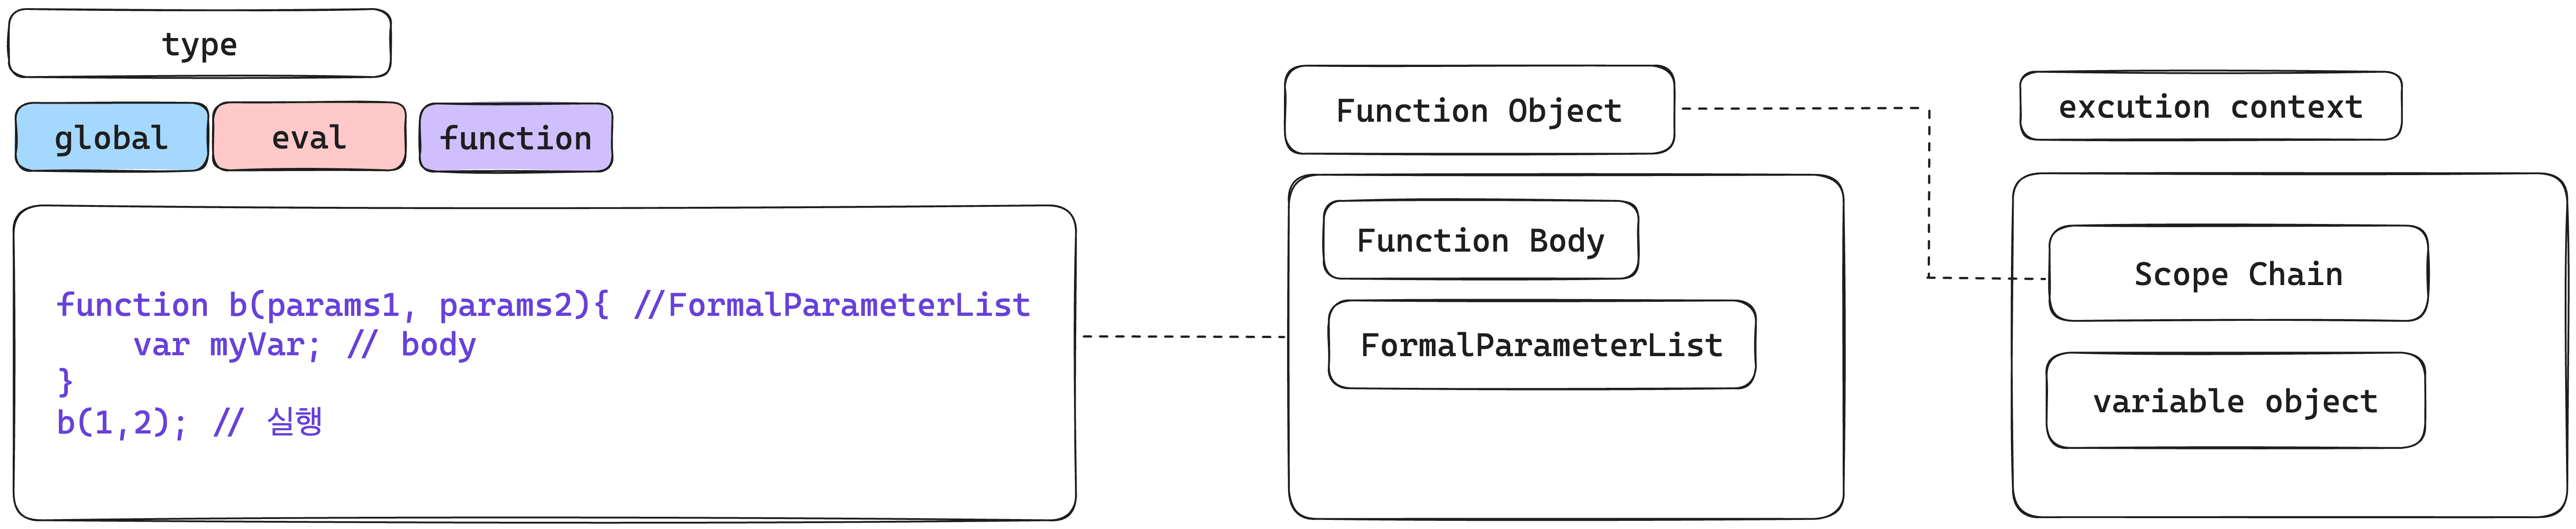 type
global
eval
function
function b(params1, params2){ //FormalParameterList
    var myVar; // body
}
b(1,2); // 실행
Function Object
Function Body
FormalParameterList
excution context
Scope Chain
variable object